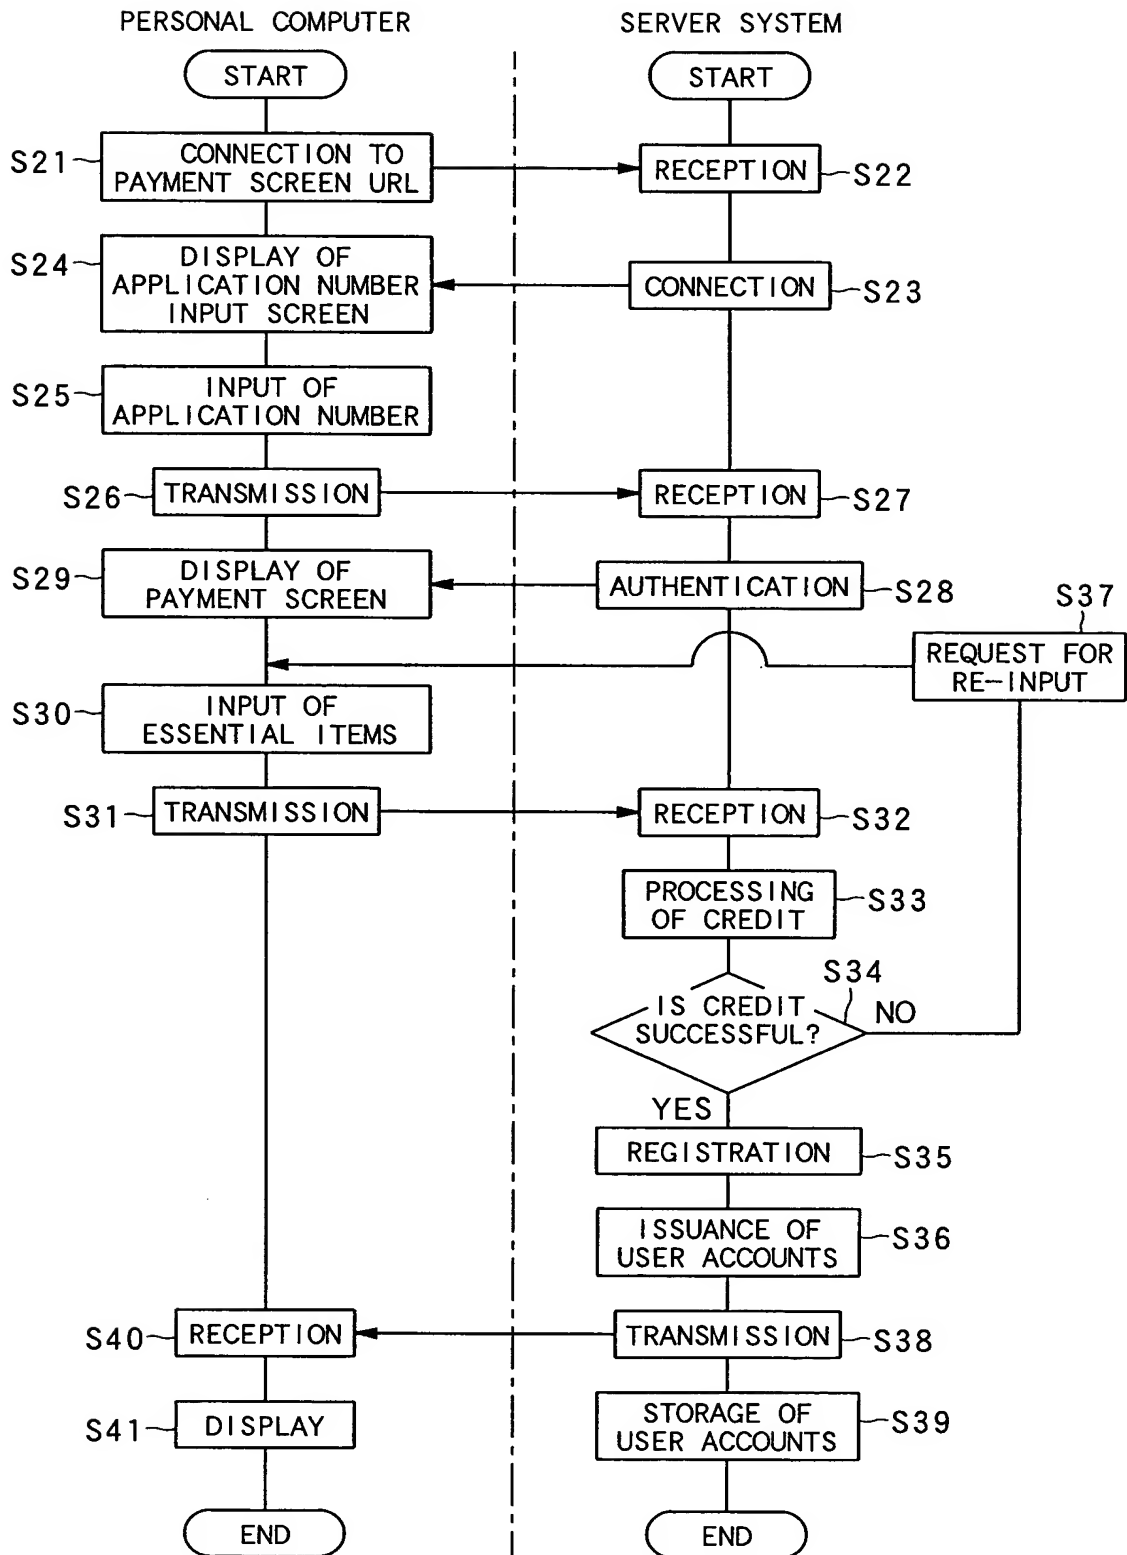 PERSONAL COMPUTER
SERVER SYSTEM
START
START
S21
CONNECTION TO
PAYMENT SCREEN URL
RECEPTION
S22
S24
DISPLAY OF
APPLICATION NUMBER
INPUT SCREEN
CONNECTION
S23
S25
INPUT OF
APPLICATION NUMBER
S26
TRANSMISSION
RECEPTION
S27
S29
DISPLAY OF
PAYMENT SCREEN
AUTHENTICATION
S28
S37
REQUEST FOR
RE-INPUT
S30
INPUT OF
ESSENTIAL ITEMS
S31
TRANSMISSION
RECEPTION
S32
PROCESSING
OF CREDIT
S33
S34
IS CREDIT
SUCCESSFUL?
NO
YES
REGISTRATION
S35
ISSUANCE OF
USER ACCOUNTS
S36
S40
RECEPTION
TRANSMISSION
S38
S41
DISPLAY
STORAGE OF
USER ACCOUNTS
S39
END
END